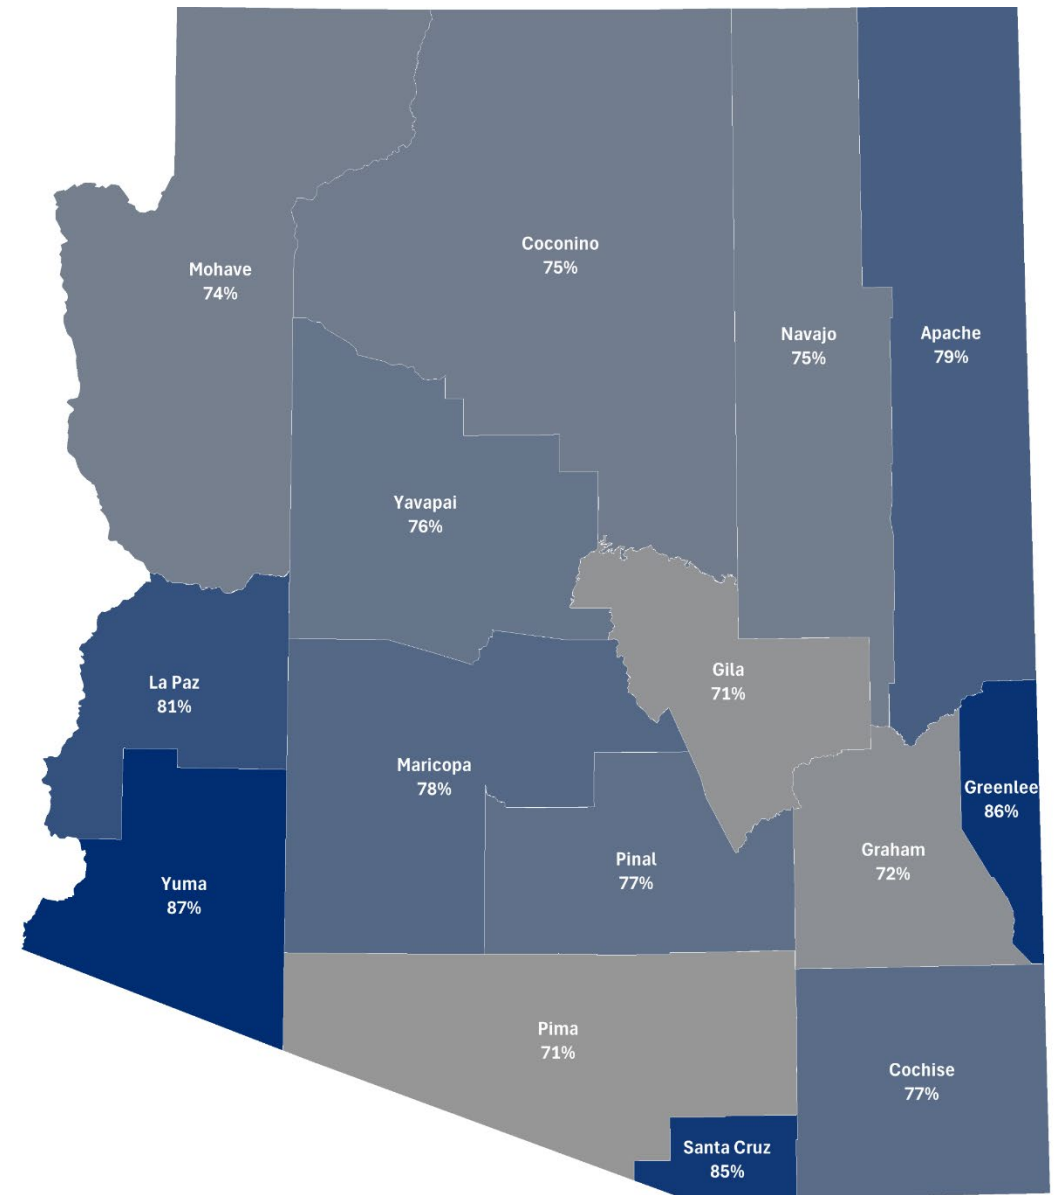 Coconino
75%
Mohave
74%
Navajo
75%
Apache
79%
Yavapai
76%
Gila
71%
La Paz
81%
Maricopa
78%
Greenlee
86%
Graham
72%
Pinal
77%
Yuma
87%
Pima
71%
Cochise
77%
Santa Cruz
85%